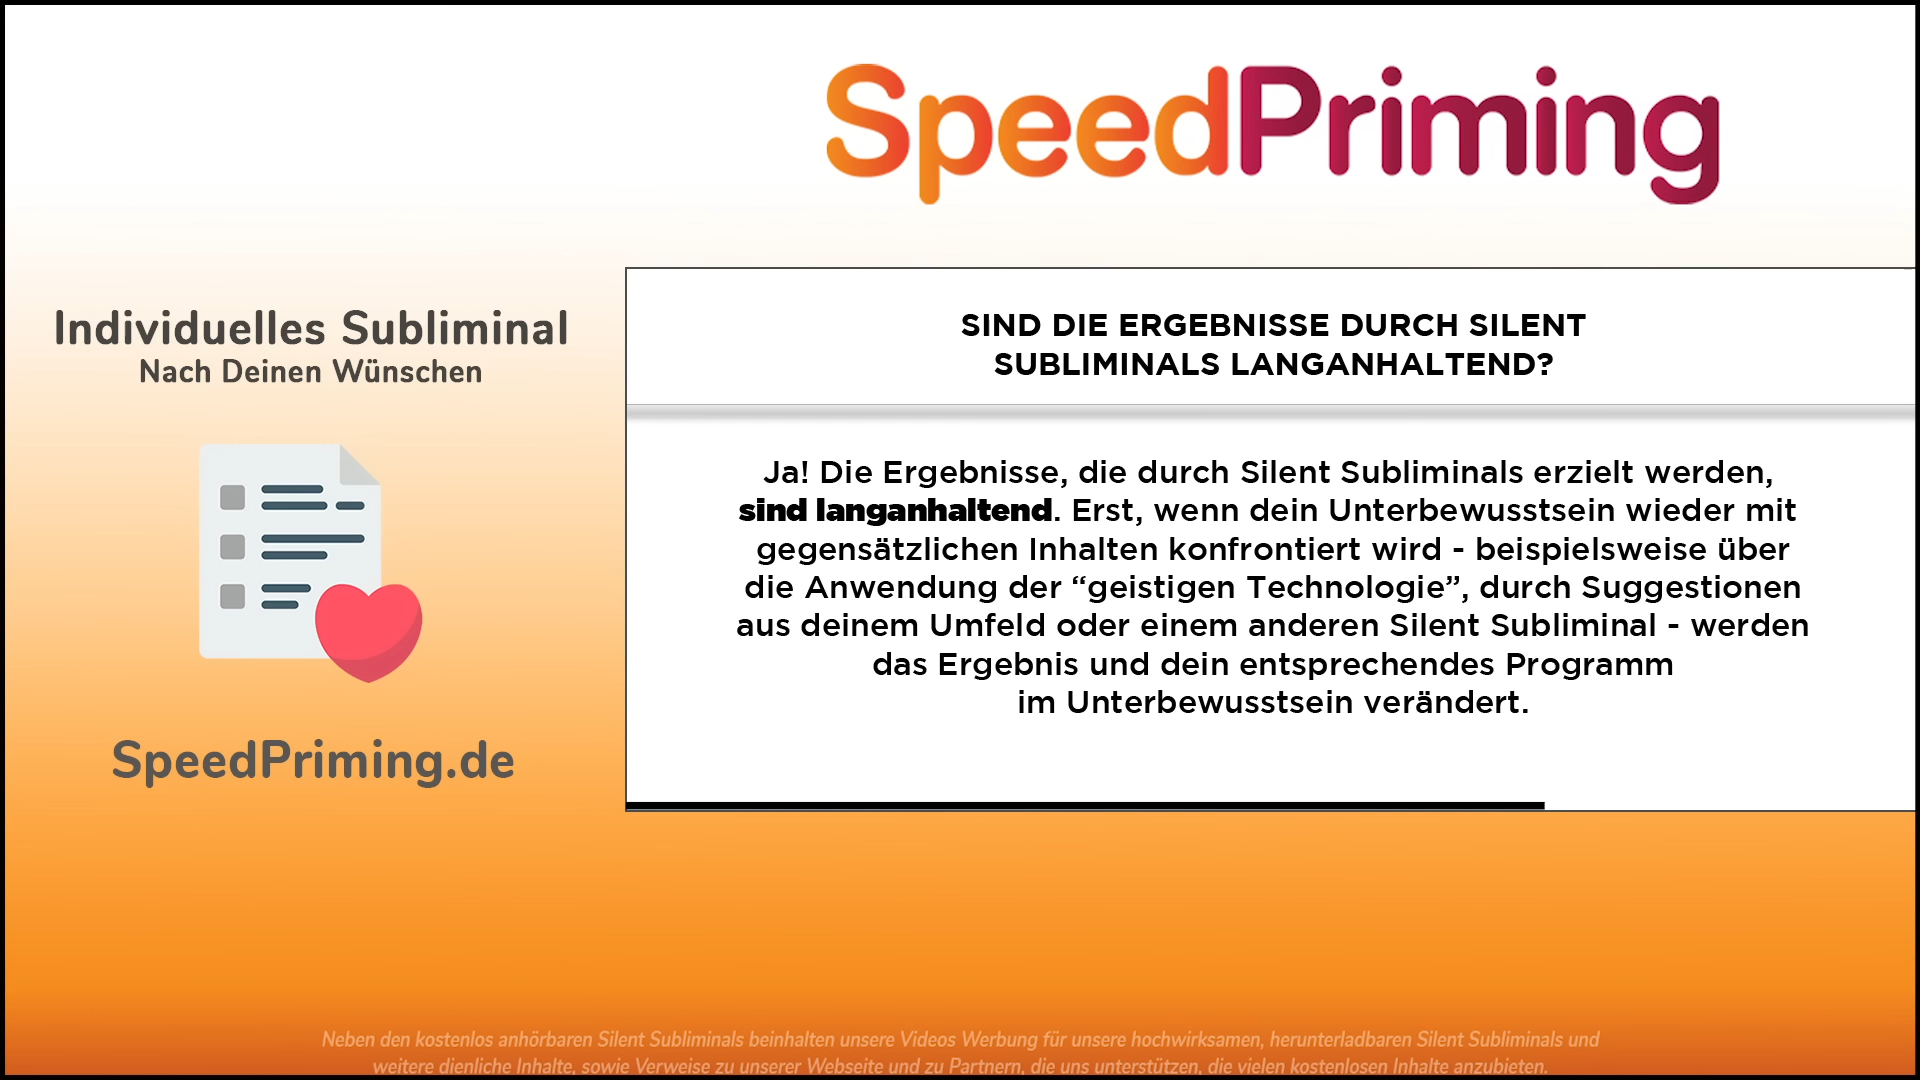 SpeedPriming
Individuelles Subliminal
Nach Deinen Wünschen
SpeedPriming.de
SIND DIE ERGEBNISSE DURCH SILENT
SUBLIMINALS LANGANHALTEND?
Ja! Die Ergebnisse, die durch Silent Subliminals erzielt werden,
sind langanhaltend. Erst, wenn dein Unterbewusstsein wieder mit
gegensätzlichen Inhalten konfrontiert wird - beispielsweise über
die Anwendung der “geistigen Technologie”, durch Suggestionen
aus deinem Umfeld oder einem anderen Silent Subliminal - werden
das Ergebnis und dein entsprechendes Programm
im Unterbewusstsein verändert.
Neben den kostenlos anhörbaren Silent Subliminals beinhalten unsere Videos Werbung für unsere hochwirksamen, herunterladbaren Silent Subliminals und
weitere dienliche Inhalte, sowie Verweise zu unserer Webseite und zu Partnern, die uns unterstützen, die vielen kostenlosen Inhalte anzubieten.